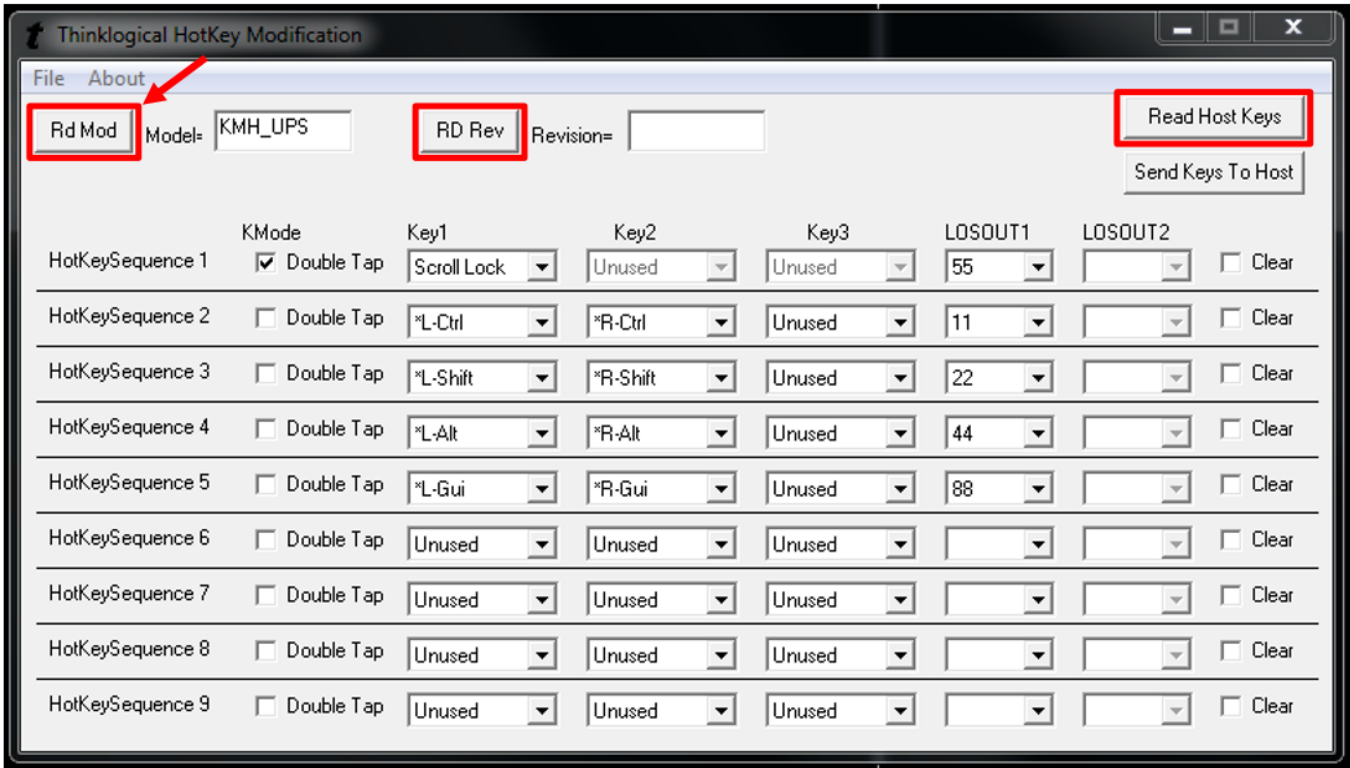 Thinklogical HotKey Modification
File About
Rd Mod Model= KMH_UPS RD Rev Revision= Read Host Keys
Send Keys To Host
KMode Key1 Key2 Key3 LOSOUT1 LOSOUT2
HotKeySequence 1 Double Tap Scroll Lock Unused Unused 55 Clear
HotKeySequence 2 Double Tap *L-Ctrl *R-Ctrl Unused 11 Clear
HotKeySequence 3 Double Tap *L-Shift *R-Shift Unused 22 Clear
HotKeySequence 4 Double Tap *L-Alt *R-Alt Unused 44 Clear
HotKeySequence 5 Double Tap *L-Gui *R-Gui Unused 88 Clear
HotKeySequence 6 Double Tap Unused Unused Unused Clear
HotKeySequence 7 Double Tap Unused Unused Unused Clear
HotKeySequence 8 Double Tap Unused Unused Unused Clear
HotKeySequence 9 Double Tap Unused Unused Unused Clear